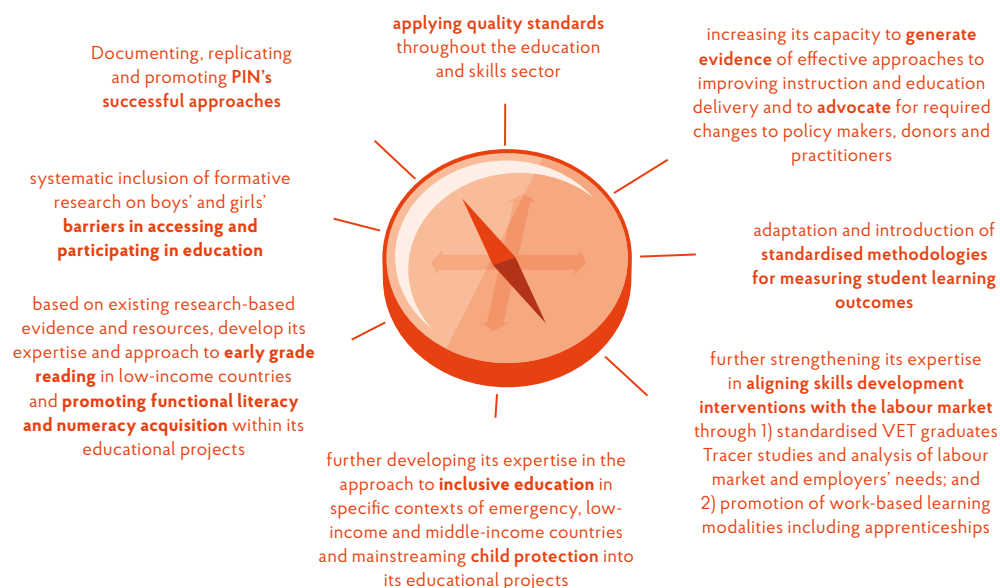 Documenting, replicating
and promoting PIN's
successful approaches
applying quality standards
throughout the education
and skills sector
increasing its capacity to generate
evidence of effective approaches to
improving instruction and education
delivery and to advocate for required
changes to policy makers, donors and
practitioners
systematic inclusion of formative
research on boys' and girls'
barriers in accessing and
participating in education
adaptation and introduction of
standardised methodologies
for measuring student learning
outcomes
based on existing research-based
evidence and resources, develop its
expertise and approach to early grade
reading in low-income countries
and promoting functional literacy
and numeracy acquisition within its
educational projects
further strengthening its expertise
in aligning skills development
interventions with the labour market
through 1) standardised VET graduates
Tracer studies and analysis of labour
market and employers' needs; and
2) promotion of work-based learning
modalities including apprenticeships
further developing its expertise in the
approach to inclusive education in
specific contexts of emergency, low-
income and middle-income countries
and mainstreaming child protection into
its educational projects